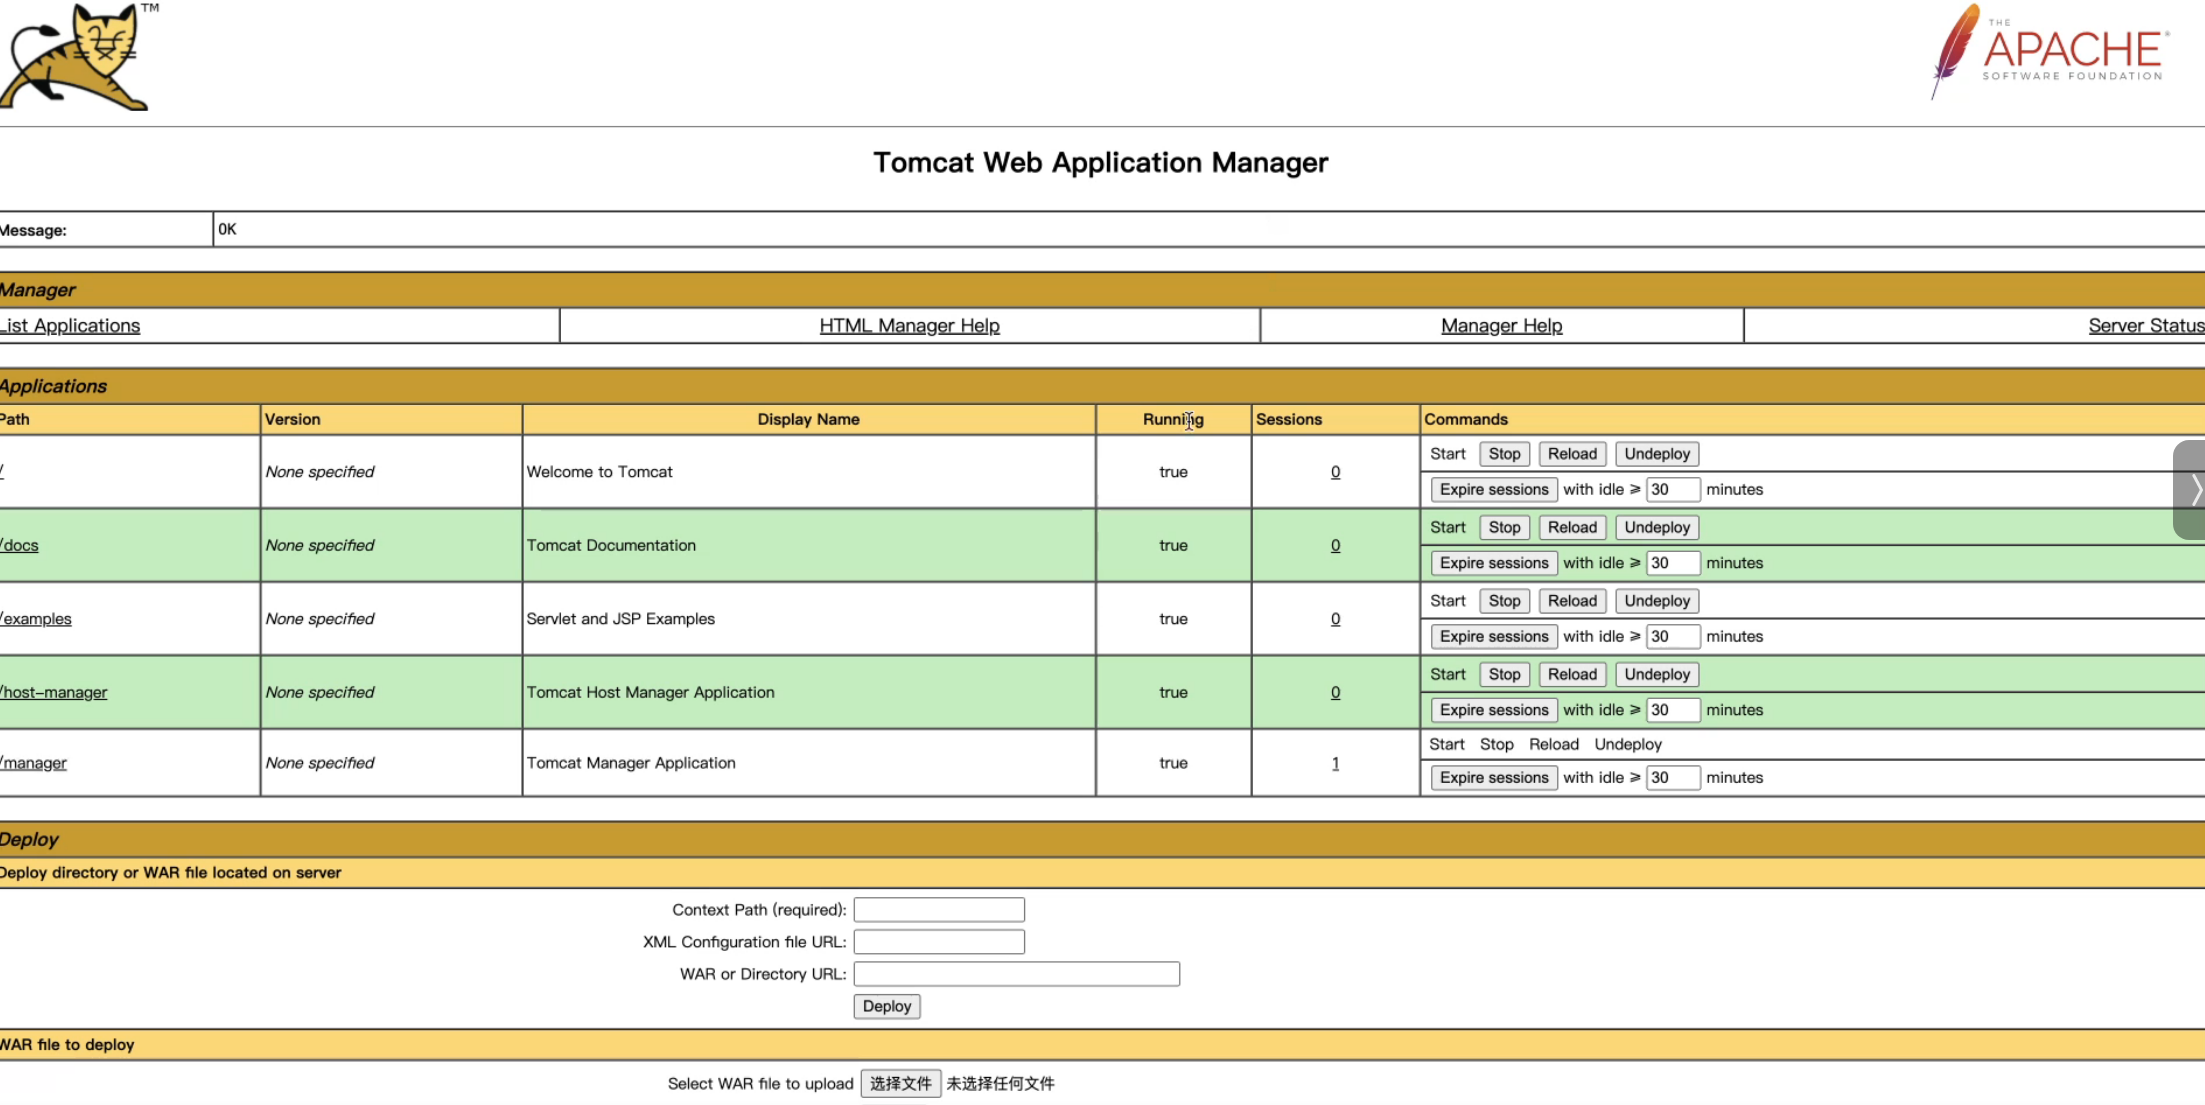 TM
THE
APACHE
SOFTWARE FOUNDATION
Tomcat Web Application Manager
Message: OK
Manager
List Applications HTML Manager Help Manager Help Server Status
Applications
Path Version Display Name Running Sessions Commands
/ None specified Welcome to Tomcat true 0 Start Stop Reload Undeploy
Expire sessions with idle ≥ 30 minutes
/docs None specified Tomcat Documentation true 0 Start Stop Reload Undeploy
Expire sessions with idle ≥ 30 minutes
/examples None specified Servlet and JSP Examples true 0 Start Stop Reload Undeploy
Expire sessions with idle ≥ 30 minutes
/host-manager None specified Tomcat Host Manager Application true 0 Start Stop Reload Undeploy
Expire sessions with idle ≥ 30 minutes
/manager None specified Tomcat Manager Application true 1 Start Stop Reload Undeploy
Expire sessions with idle ≥ 30 minutes
Deploy
Deploy directory or WAR file located on server
Context Path (required):
XML Configuration file URL:
WAR or Directory URL:
Deploy
WAR file to deploy
Select WAR file to upload 选择文件 未选择任何文件